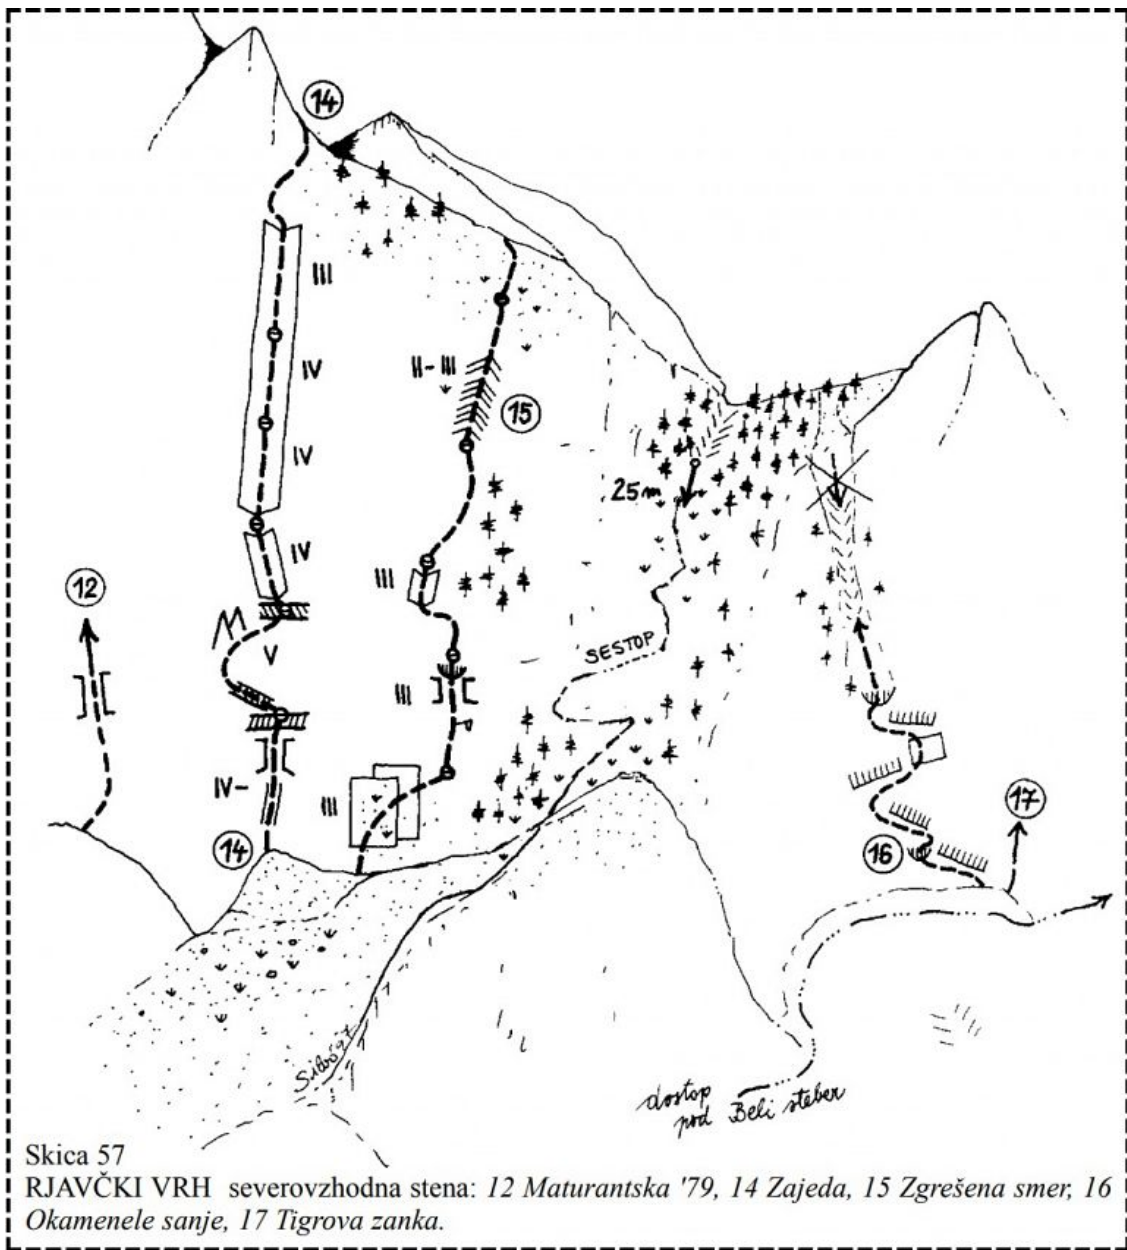 14
III
IV
II-III
15
IV
25m
IV
12
III
SESTOP
V
III
IV-
III
17
14
16
dostop
pod Beli steber
Skica 57
RJAVČKI VRH severovzhodna stena: 12 Maturantska '79, 14 Zajeda, 15 Zgrešena smer, 16
Okamenele sanje, 17 Tigrova zanka.